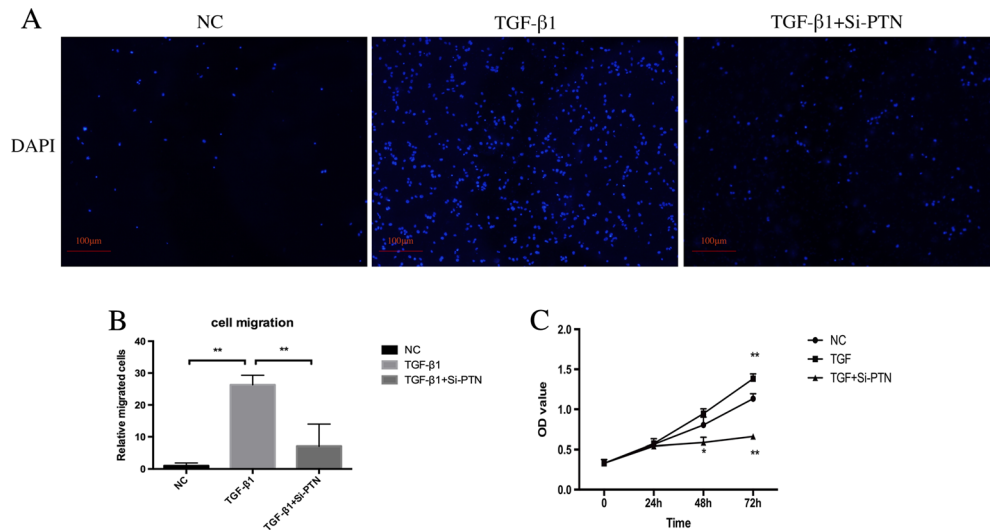 A
NC
TGF-β1
TGF-β1+Si-PTN
DAPI
100μm
100μm
100μm
B
cell migration
Relative migrated cells
40
30
20
10
0
**
**
NC
TGF-β1
TGF-β1+Si-PTN
NC
TGF-β1
TGF-β1+Si-PTN
C
OD value
2.0
1.5
1.0
0.5
0.0
**
*
**
0
24h
48h
72h
Time
NC
TGF
TGF+Si-PTN